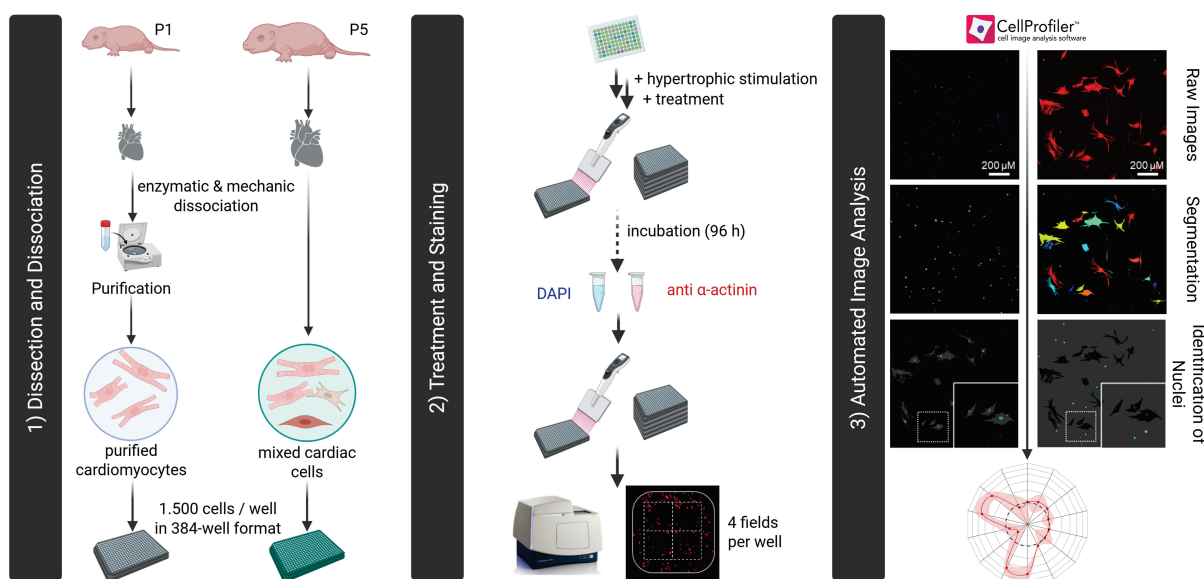 1) Dissection and Dissociation
P1
P5
enzymatic & mechanic
dissociation
Purification
purified
cardiomyocytes
mixed cardiac
cells
1.500 cells / well
in 384-well format
2) Treatment and Staining
+ hypertrophic stimulation
+ treatment
incubation (96 h)
DAPI
anti α-actinin
4 fields
per well
3) Automated Image Analysis
CellProfiler™
cell image analysis software
Raw Images
200 µM
200 µM
Segmentation
Identification of
Nuclei